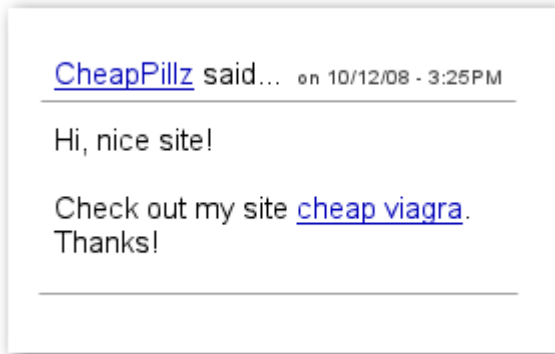 CheapPillz said... on 10/12/08 - 3:25PM
Hi, nice site!
Check out my site cheap viagra.
Thanks!